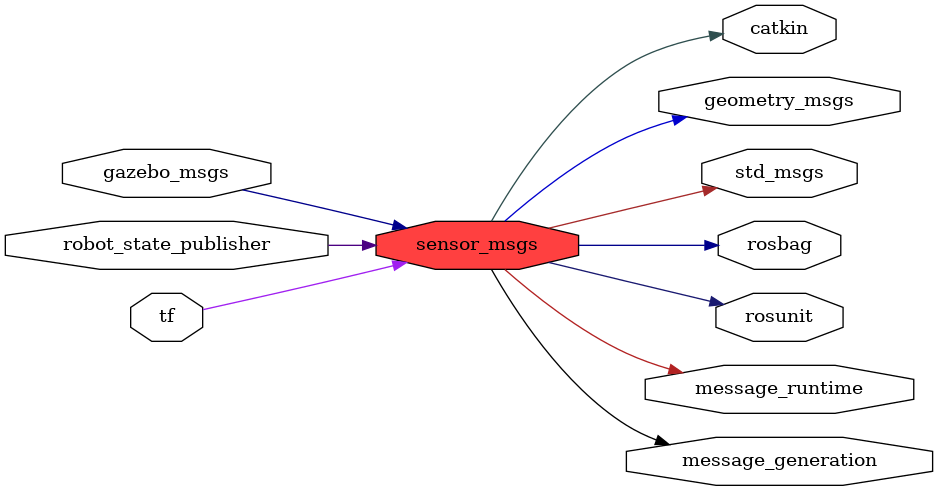 catkin
geometry_msgs
gazebo_msgs
std_msgs
robot_state_publisher
sensor_msgs
rosbag
tf
rosunit
message_runtime
message_generation